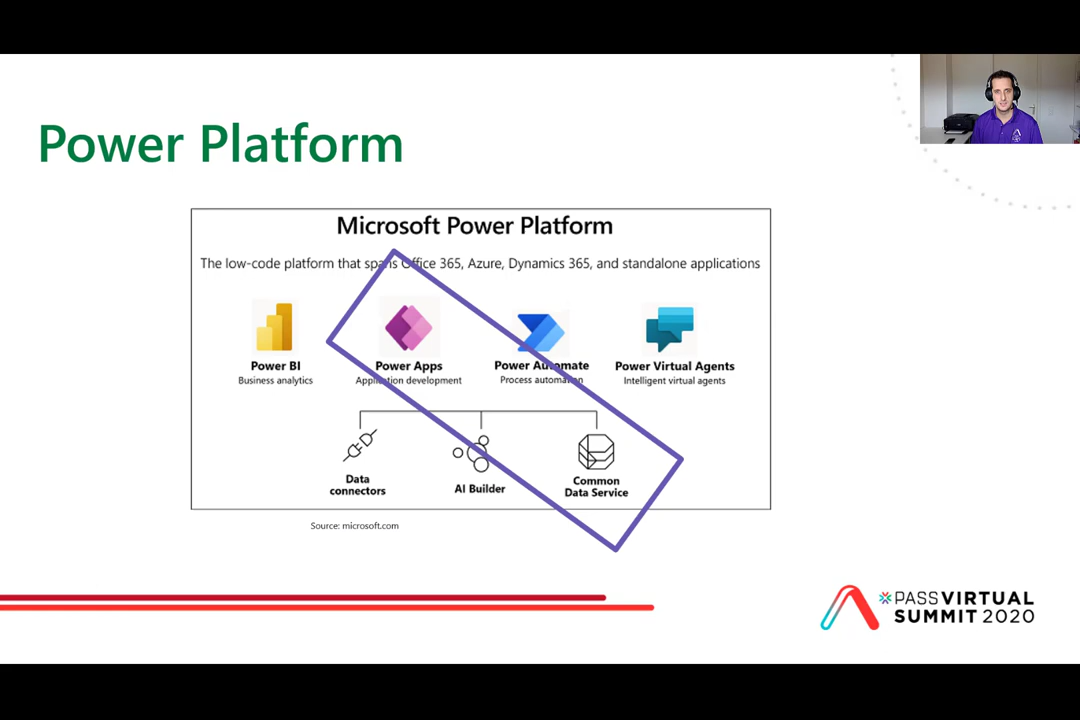 Power Platform
Microsoft Power Platform
The low-code platform that spans Office 365, Azure, Dynamics 365, and standalone applications
Power BI
Business analytics
Power Apps
Application development
Power Automate
Process automation
Power Virtual Agents
Intelligent virtual agents
Data
connectors
AI Builder
Common
Data Service
Source: microsoft.com
PASS VIRTUAL
SUMMIT 2020